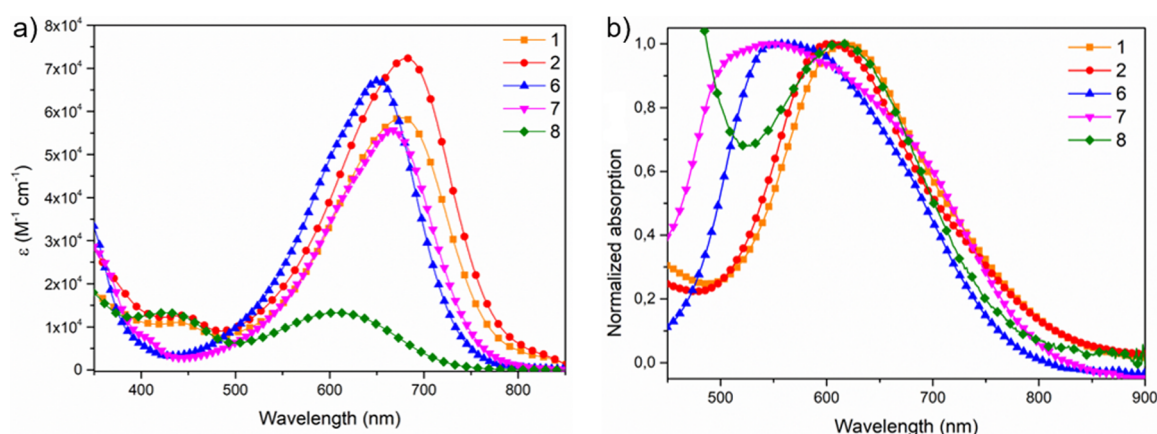 a)
8x10⁴
7x10⁴
6x10⁴
5x10⁴
4x10⁴
3x10⁴
2x10⁴
1x10⁴
0
ε (M⁻¹ cm⁻¹)
400
500
600
700
800
Wavelength (nm)
1
2
6
7
8
b)
1,0
0,8
0,6
0,4
0,2
0,0
Normalized absorption
500
600
700
800
900
Wavelength (nm)
1
2
6
7
8